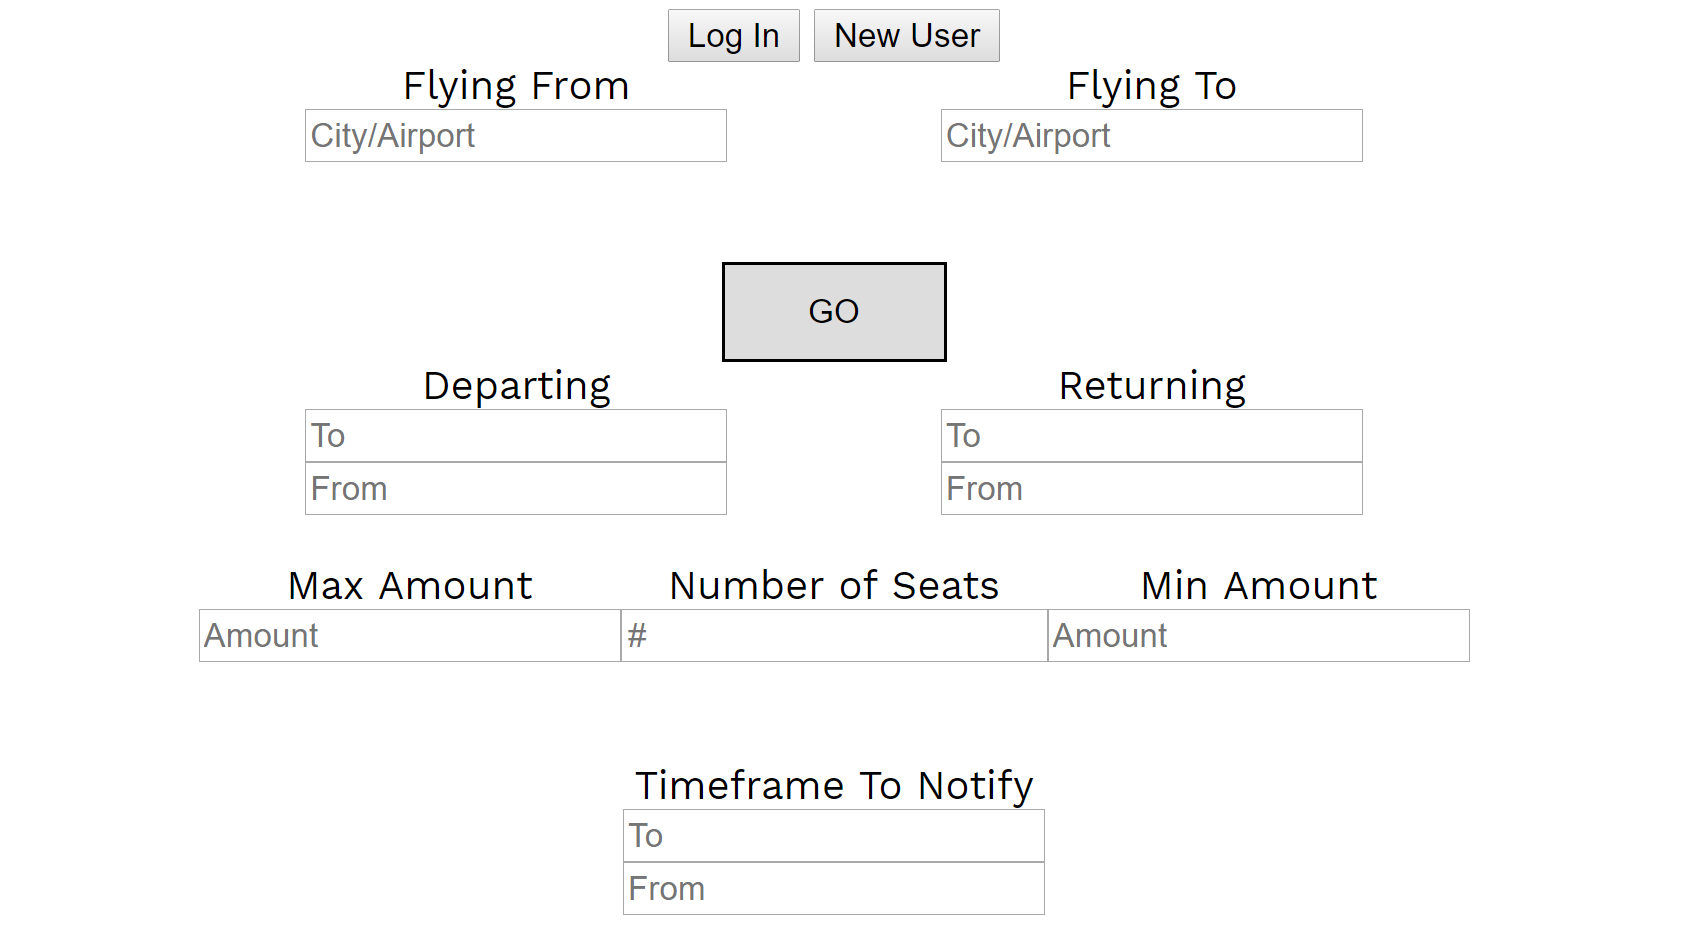 Log In New User
Flying From Flying To
City/Airport City/Airport
GO
Departing Returning
To To
From From
Max Amount Number of Seats Min Amount
Amount # Amount
Timeframe To Notify
To
From